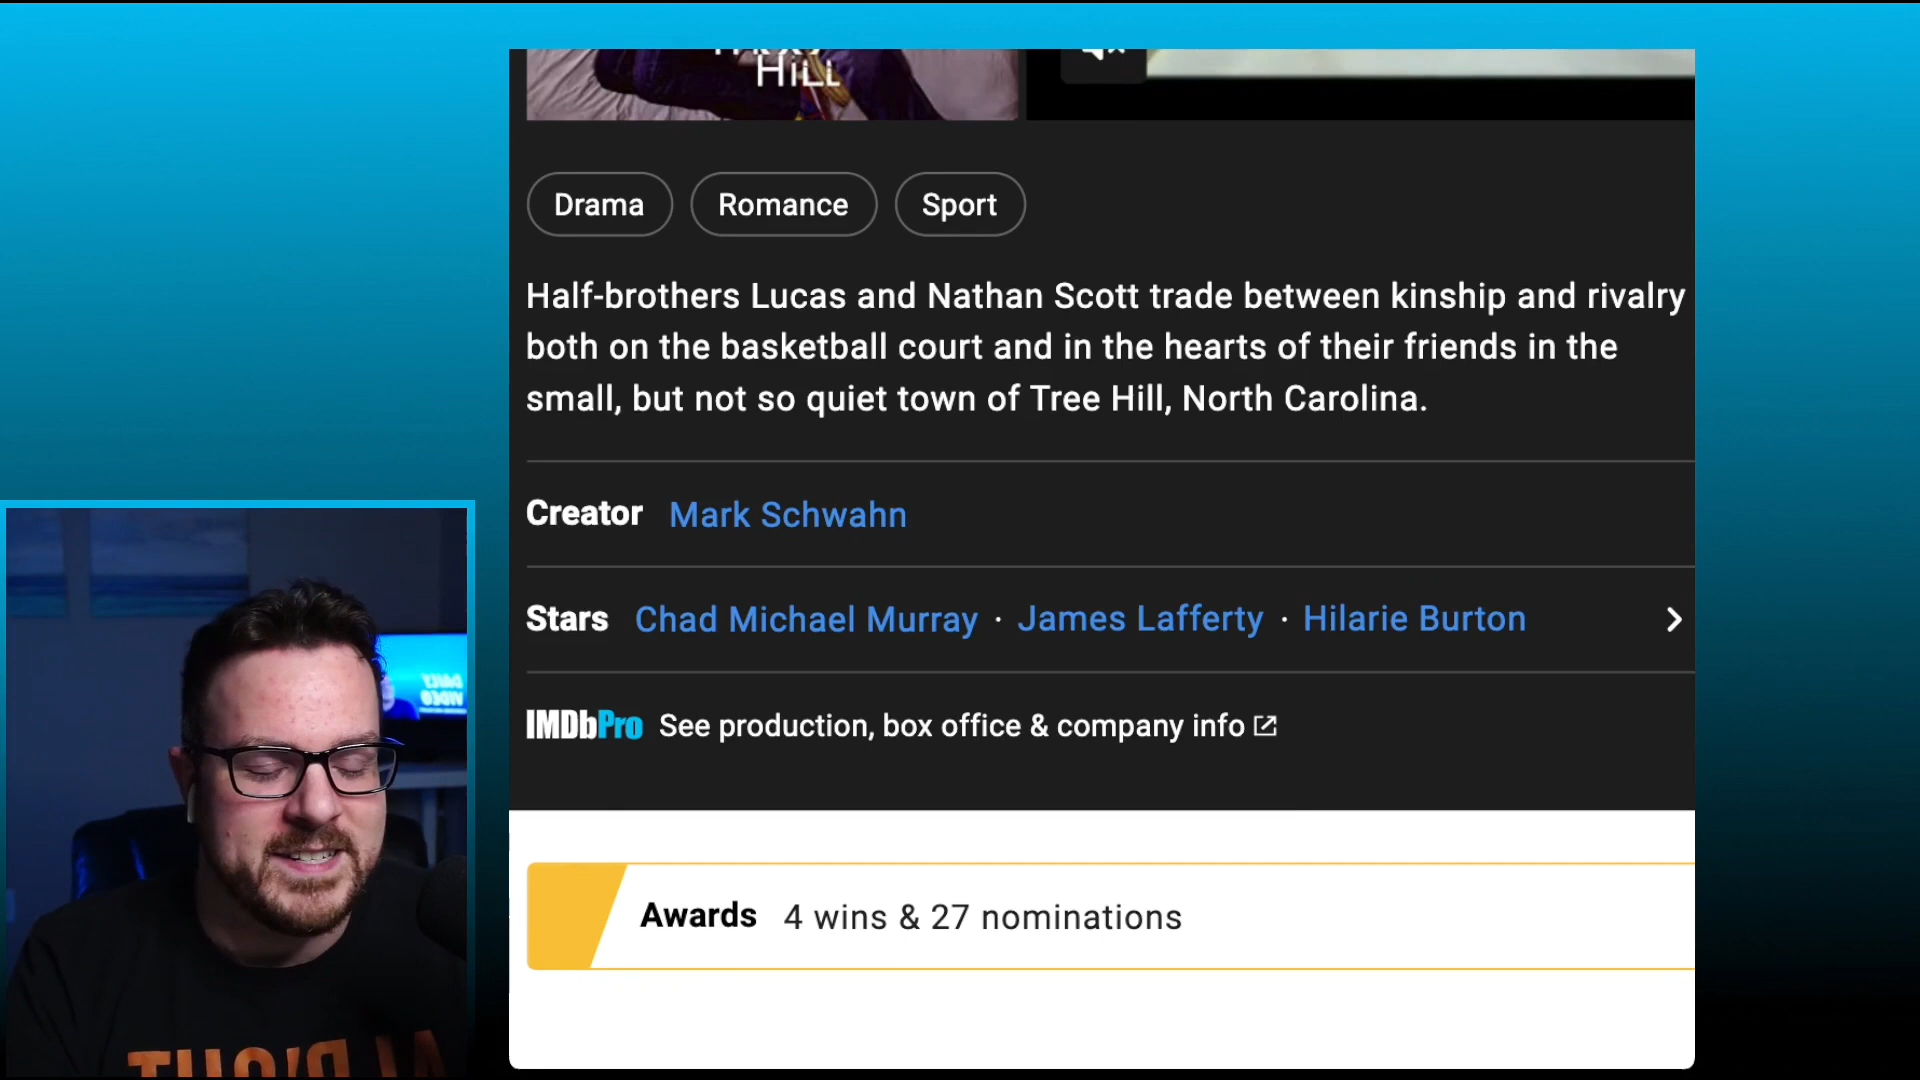 HILL
Drama
Romance
Sport
Half-brothers Lucas and Nathan Scott trade between kinship and rivalry
both on the basketball court and in the hearts of their friends in the
small, but not so quiet town of Tree Hill, North Carolina.
Creator Mark Schwahn
Stars Chad Michael Murray · James Lafferty · Hilarie Burton
IMDbPro See production, box office & company info
Awards 4 wins & 27 nominations
DAILY
VIDEO